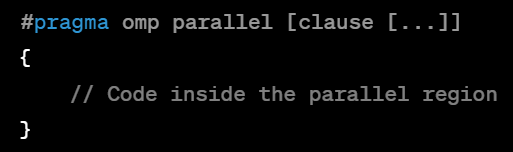 #pragma omp parallel [clause [...]]
{
// Code inside the parallel region
}